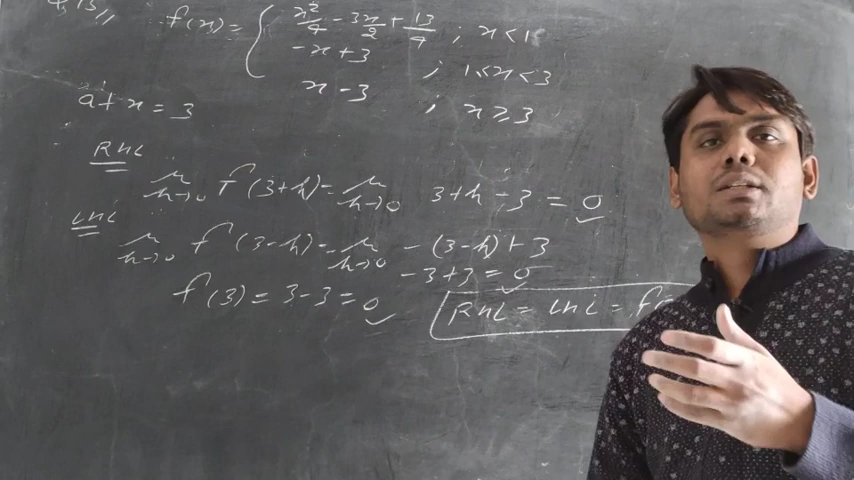 f(x) = { x²/4 - 3x/2 + 13/4 ; x < 1
-x + 3 ; 1 < x < 3
x - 3 ; x ≥ 3
at x = 3
RHL
lim h→0 f(3+h) = lim h→0 3+h-3 = 0
LHL
lim h→0 f(3-h) = lim h→0 -(3-h)+3
-3+3 = 0
f(3) = 3-3 = 0
RHL = LHL = f(